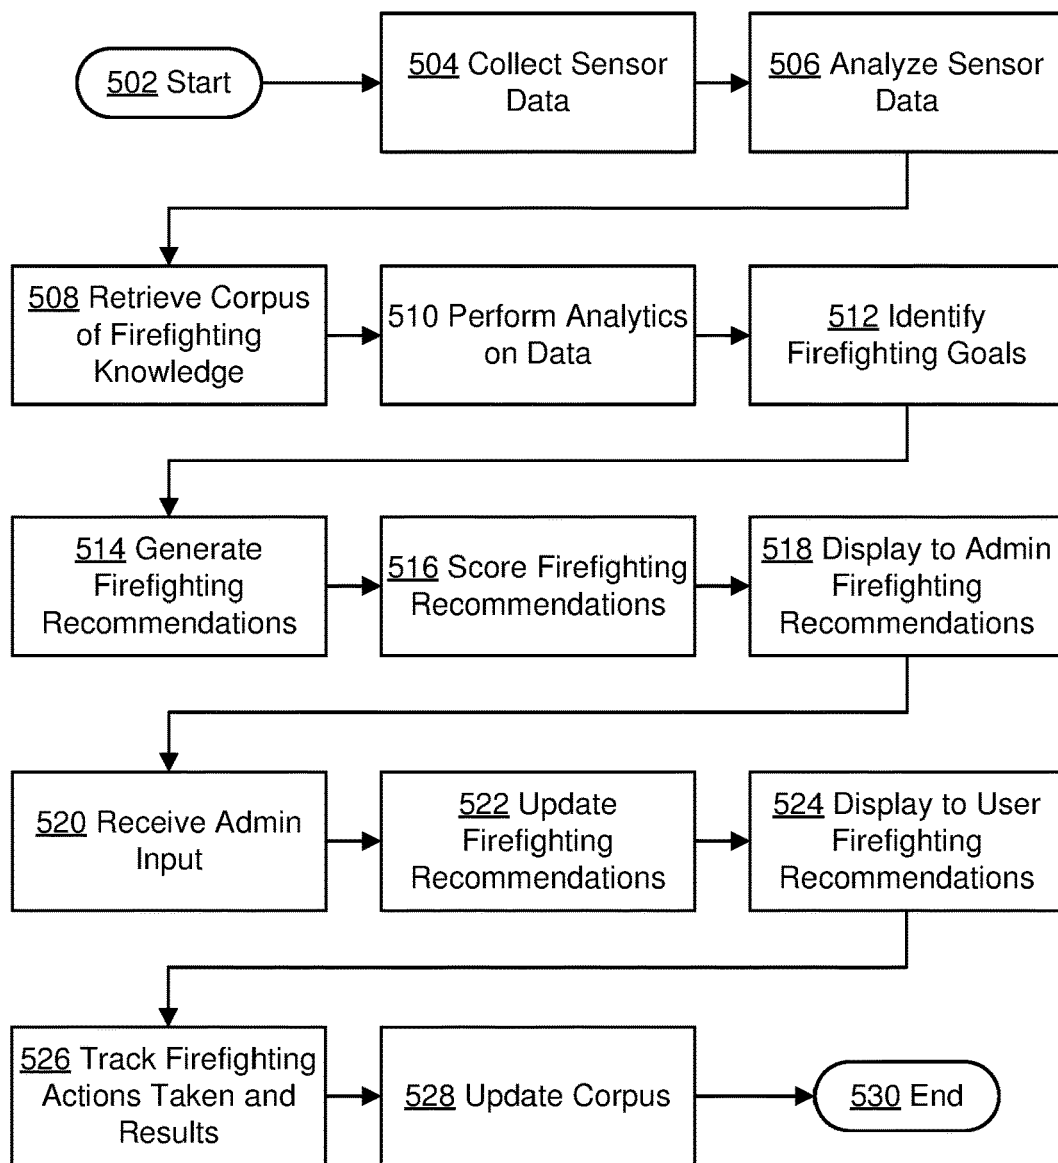 502 Start
504 Collect Sensor
Data
506 Analyze Sensor
Data
508 Retrieve Corpus
of Firefighting
Knowledge
510 Perform Analytics
on Data
512 Identify
Firefighting Goals
514 Generate
Firefighting
Recommendations
516 Score Firefighting
Recommendations
518 Display to Admin
Firefighting
Recommendations
520 Receive Admin
Input
522 Update
Firefighting
Recommendations
524 Display to User
Firefighting
Recommendations
526 Track Firefighting
Actions Taken and
Results
528 Update Corpus
530 End